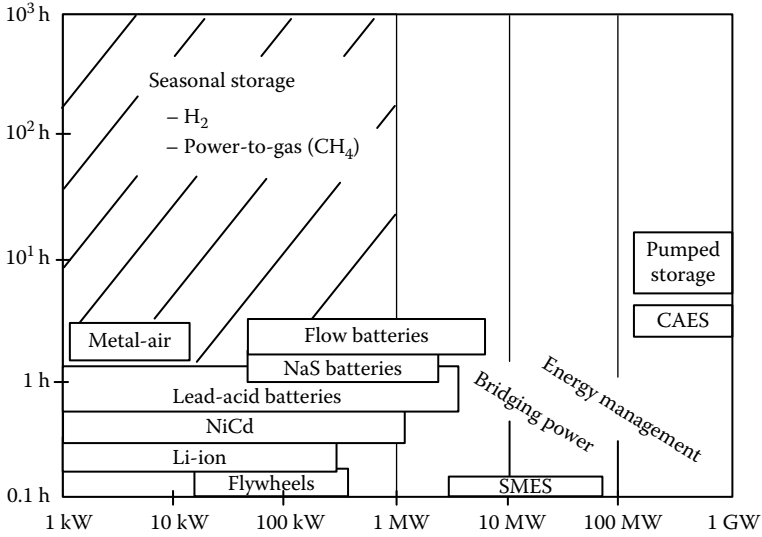 10³ h
Seasonal storage
– H₂
10² h
– Power-to-gas (CH₄)
10¹ h
Pumped
storage
CAES
Flow batteries
Metal-air
NaS batteries
1 h
Lead-acid batteries
Bridging power
Energy management
NiCd
Li-ion
Flywheels
SMES
0.1 h
1 kW
10 kW
100 kW
1 MW
10 MW
100 MW
1 GW